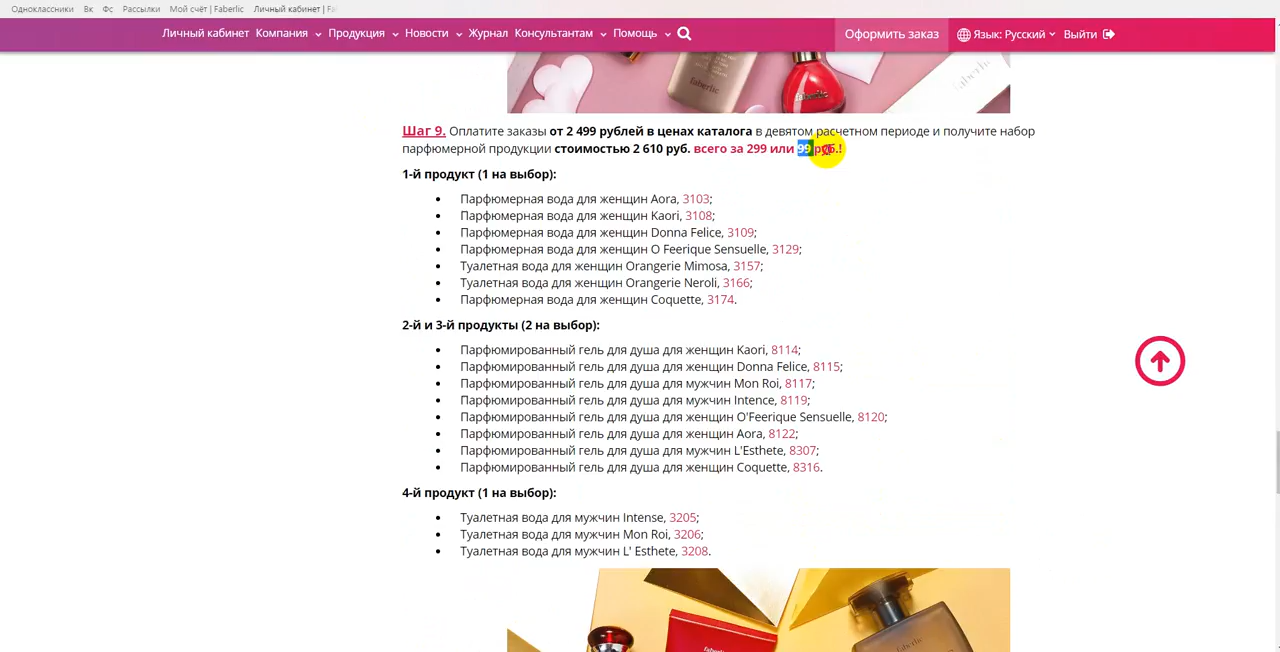 Одноклассники Вк Фс Рассылки Мой счёт | Faberlic Личный кабинет | Fa
Личный кабинет Компания Продукция Новости Журнал Консультантам Помощь Оформить заказ Язык: Русский Выйти
faberlic
faberlic
Шаг 9. Оплатите заказы от 2 499 рублей в ценах каталога в девятом расчетном периоде и получите набор
парфюмерной продукции стоимостью 2 610 руб. всего за 299 или 99 руб.!
1-й продукт (1 на выбор):
• Парфюмерная вода для женщин Aora, 3103;
• Парфюмерная вода для женщин Kaori, 3108;
• Парфюмерная вода для женщин Donna Felice, 3109;
• Парфюмерная вода для женщин O Feerique Sensuelle, 3129;
• Туалетная вода для женщин Orangerie Mimosa, 3157;
• Туалетная вода для женщин Orangerie Neroli, 3166;
• Парфюмерная вода для женщин Coquette, 3174.
2-й и 3-й продукты (2 на выбор):
• Парфюмированный гель для душа для женщин Kaori, 8114;
• Парфюмированный гель для душа для женщин Donna Felice, 8115;
• Парфюмированный гель для душа для мужчин Mon Roi, 8117;
• Парфюмированный гель для душа для мужчин Intence, 8119;
• Парфюмированный гель для душа для женщин O'Feerique Sensuelle, 8120;
• Парфюмированный гель для душа для женщин Aora, 8122;
• Парфюмированный гель для душа для мужчин L'Esthete, 8307;
• Парфюмированный гель для душа для женщин Coquette, 8316.
4-й продукт (1 на выбор):
• Туалетная вода для мужчин Intense, 3205;
• Туалетная вода для мужчин Mon Roi, 3206;
• Туалетная вода для мужчин L' Esthete, 3208.
faberlic
faberlic